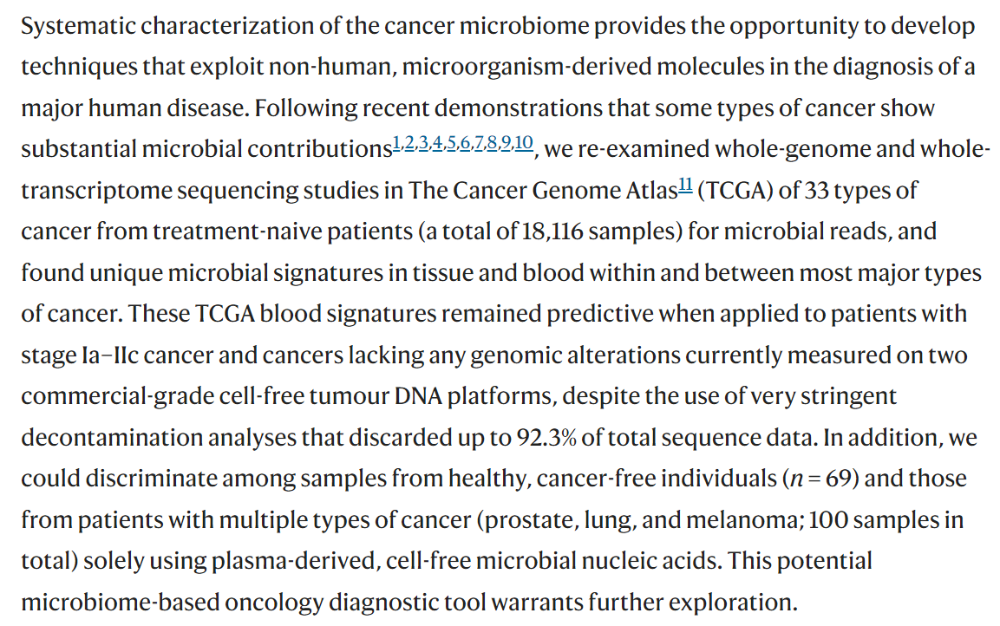 Systematic characterization of the cancer microbiome provides the opportunity to develop
techniques that exploit non-human, microorganism-derived molecules in the diagnosis of a
major human disease. Following recent demonstrations that some types of cancer show
substantial microbial contributions1,2,3,4,5,6,7,8,9,10, we re-examined whole-genome and whole-
transcriptome sequencing studies in The Cancer Genome Atlas11 (TCGA) of 33 types of
cancer from treatment-naive patients (a total of 18,116 samples) for microbial reads, and
found unique microbial signatures in tissue and blood within and between most major types
of cancer. These TCGA blood signatures remained predictive when applied to patients with
stage Ia–IIc cancer and cancers lacking any genomic alterations currently measured on two
commercial-grade cell-free tumour DNA platforms, despite the use of very stringent
decontamination analyses that discarded up to 92.3% of total sequence data. In addition, we
could discriminate among samples from healthy, cancer-free individuals (n = 69) and those
from patients with multiple types of cancer (prostate, lung, and melanoma; 100 samples in
total) solely using plasma-derived, cell-free microbial nucleic acids. This potential
microbiome-based oncology diagnostic tool warrants further exploration.